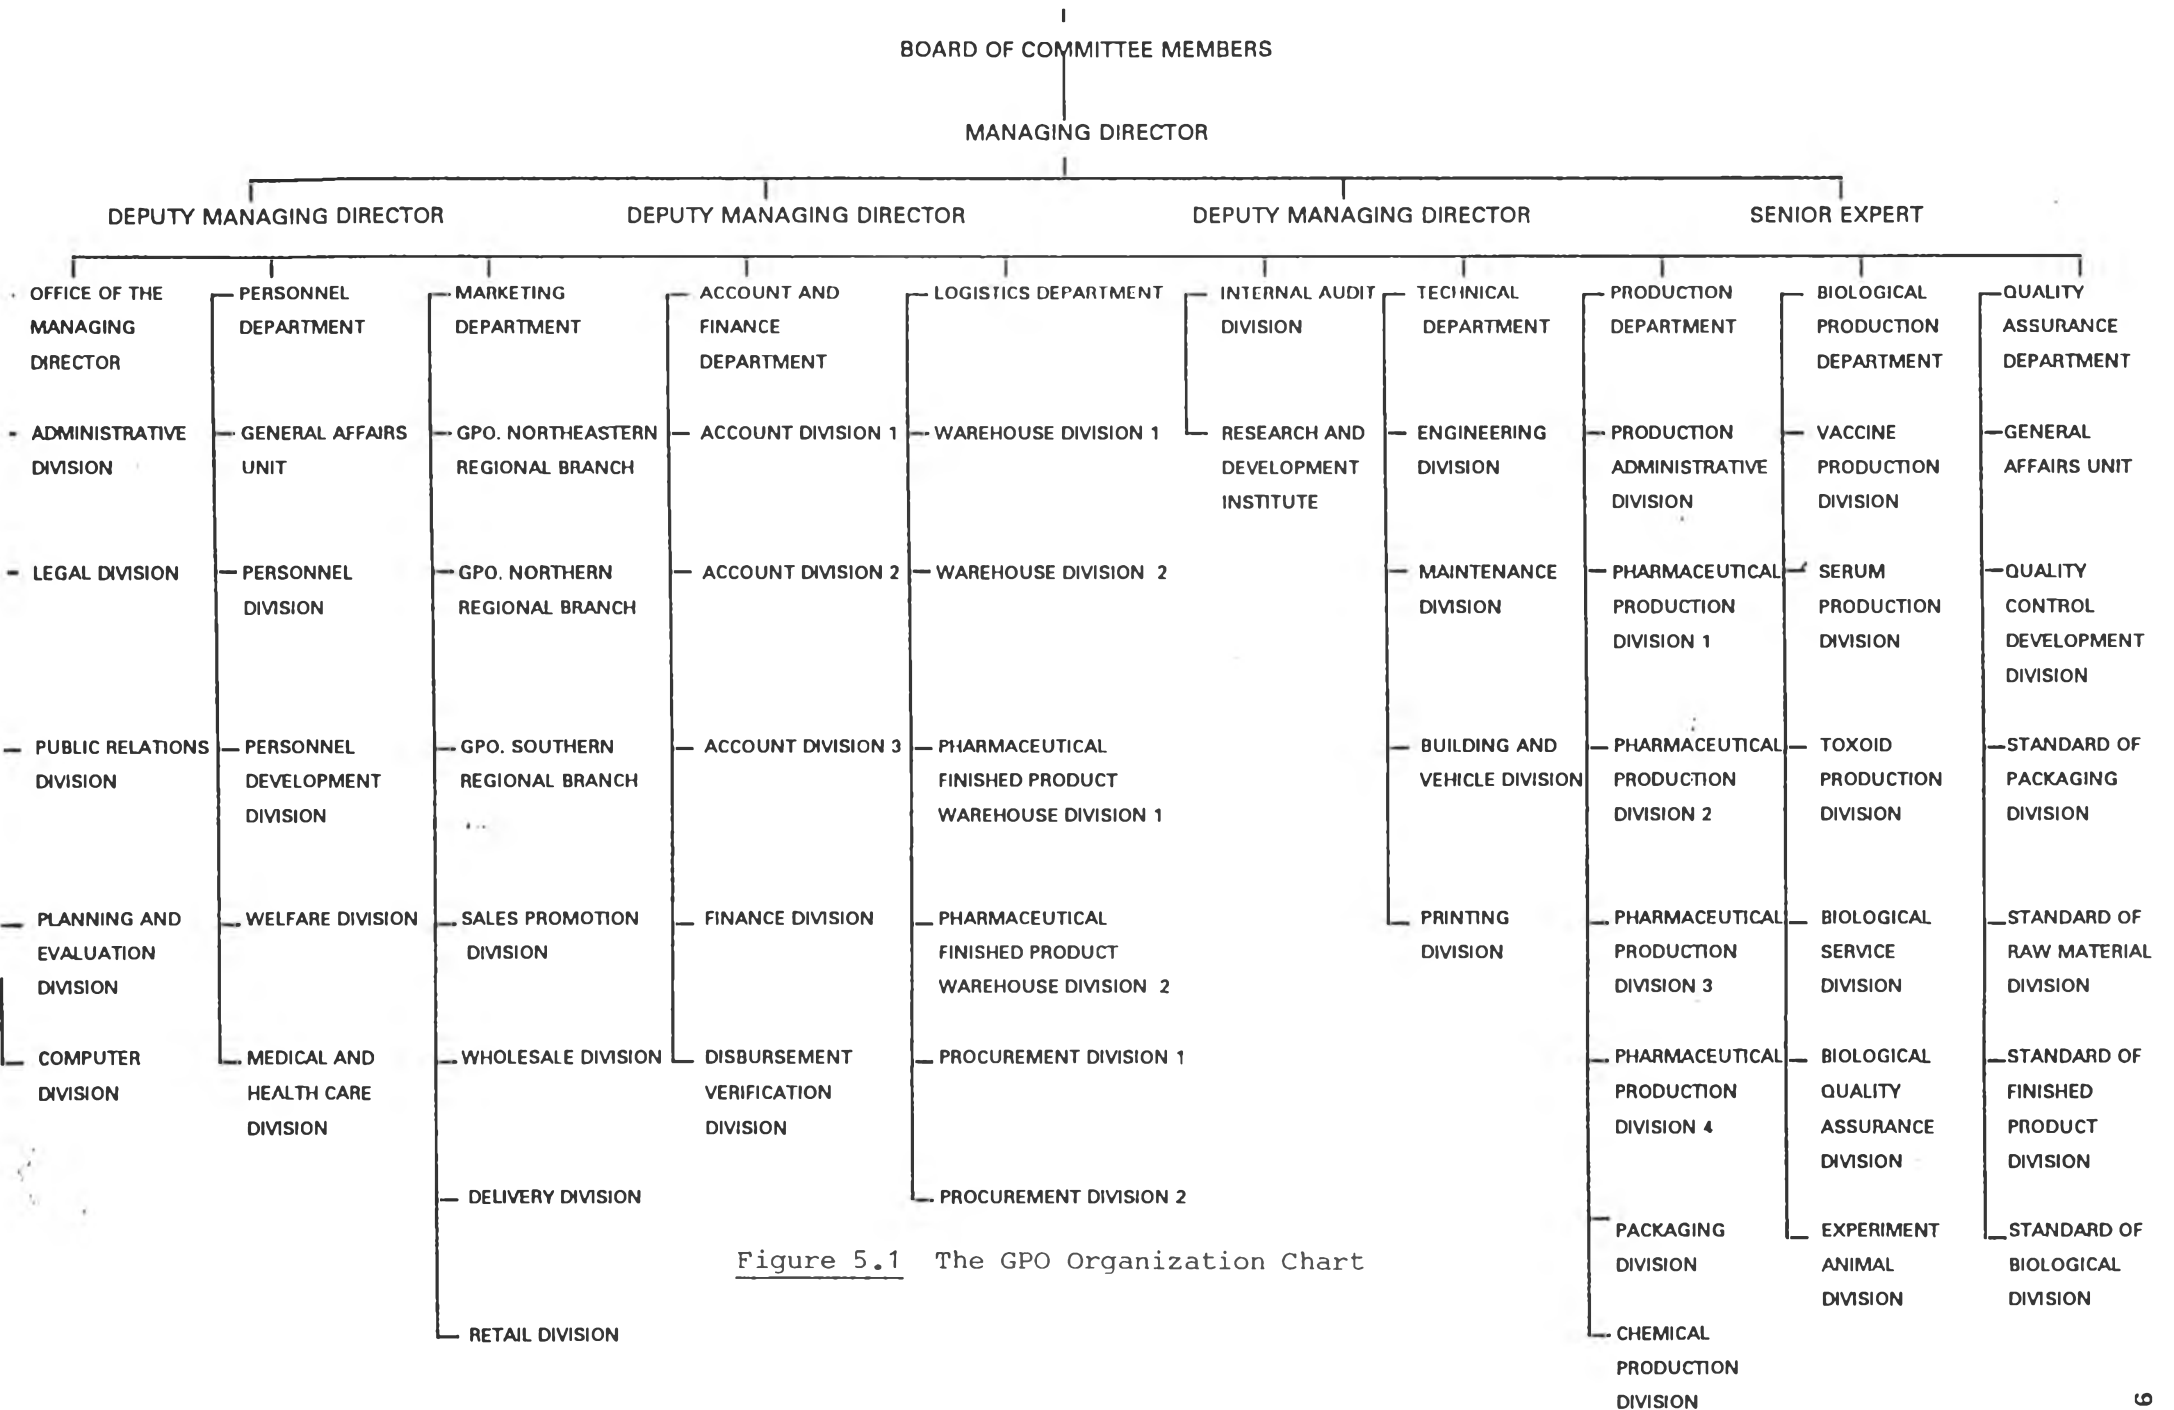 BOARD OF COMMITTEE MEMBERS
MANAGING DIRECTOR
DEPUTY MANAGING DIRECTOR
DEPUTY MANAGING DIRECTOR
DEPUTY MANAGING DIRECTOR
SENIOR EXPERT
OFFICE OF THE
MANAGING
DIRECTOR
ADMINISTRATIVE
DIVISION
LEGAL DIVISION
PUBLIC RELATIONS
DIVISION
PLANNING AND
EVALUATION
DIVISION
COMPUTER
DIVISION
PERSONNEL
DEPARTMENT
GENERAL AFFAIRS
UNIT
PERSONNEL
DIVISION
PERSONNEL
DEVELOPMENT
DIVISION
WELFARE DIVISION
MEDICAL AND
HEALTH CARE
DIVISION
MARKETING
DEPARTMENT
GPO. NORTHEASTERN
REGIONAL BRANCH
GPO. NORTHERN
REGIONAL BRANCH
GPO. SOUTHERN
REGIONAL BRANCH
SALES PROMOTION
DIVISION
WHOLESALE DIVISION
DELIVERY DIVISION
RETAIL DIVISION
ACCOUNT AND
FINANCE
DEPARTMENT
ACCOUNT DIVISION 1
ACCOUNT DIVISION 2
ACCOUNT DIVISION 3
FINANCE DIVISION
DISBURSEMENT
VERIFICATION
DIVISION
LOGISTICS DEPARTMENT
WAREHOUSE DIVISION 1
WAREHOUSE DIVISION 2
PHARMACEUTICAL
FINISHED PRODUCT
WAREHOUSE DIVISION 1
PHARMACEUTICAL
FINISHED PRODUCT
WAREHOUSE DIVISION 2
PROCUREMENT DIVISION 1
PROCUREMENT DIVISION 2
INTERNAL AUDIT
DIVISION
RESEARCH AND
DEVELOPMENT
INSTITUTE
TECHNICAL
DEPARTMENT
ENGINEERING
DIVISION
MAINTENANCE
DIVISION
BUILDING AND
VEHICLE DIVISION
PRINTING
DIVISION
PRODUCTION
DEPARTMENT
PRODUCTION
ADMINISTRATIVE
DIVISION
PHARMACEUTICAL
PRODUCTION
DIVISION 1
PHARMACEUTICAL
PRODUCTION
DIVISION 2
PHARMACEUTICAL
PRODUCTION
DIVISION 3
PHARMACEUTICAL
PRODUCTION
DIVISION 4
PACKAGING
DIVISION
CHEMICAL
PRODUCTION
DIVISION
BIOLOGICAL
PRODUCTION
DEPARTMENT
VACCINE
PRODUCTION
DIVISION
SERUM
PRODUCTION
DIVISION
TOXOID
PRODUCTION
DIVISION
BIOLOGICAL
SERVICE
DIVISION
BIOLOGICAL
QUALITY
ASSURANCE
DIVISION
EXPERIMENT
ANIMAL
DIVISION
QUALITY
ASSURANCE
DEPARTMENT
GENERAL
AFFAIRS UNIT
QUALITY
CONTROL
DEVELOPMENT
DIVISION
STANDARD OF
PACKAGING
DIVISION
STANDARD OF
RAW MATERIAL
DIVISION
STANDARD OF
FINISHED
PRODUCT
DIVISION
STANDARD OF
BIOLOGICAL
DIVISION
Figure 5.1 The GPO Organization Chart